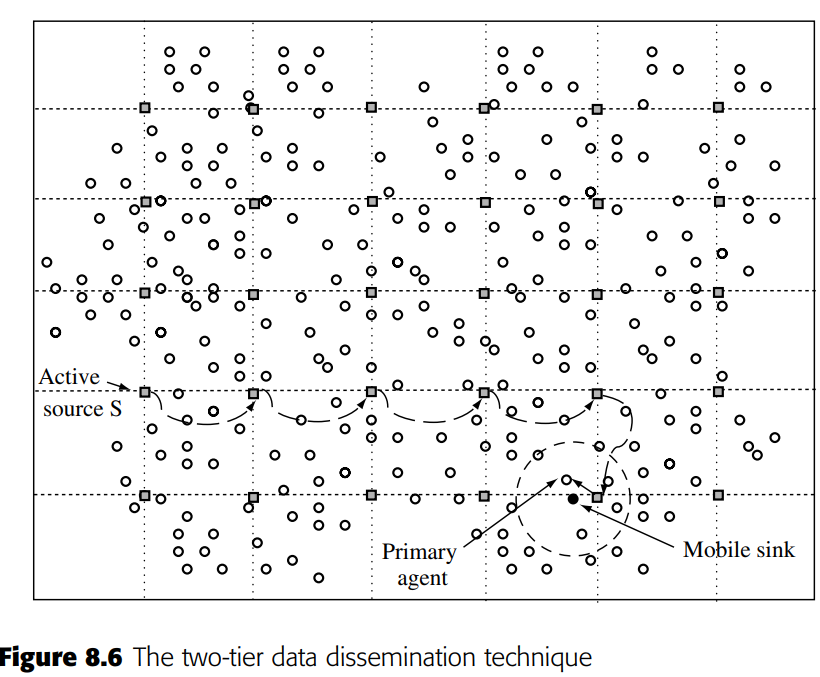 Active
source S
Primary
agent
Mobile sink
Figure 8.6 The two-tier data dissemination technique